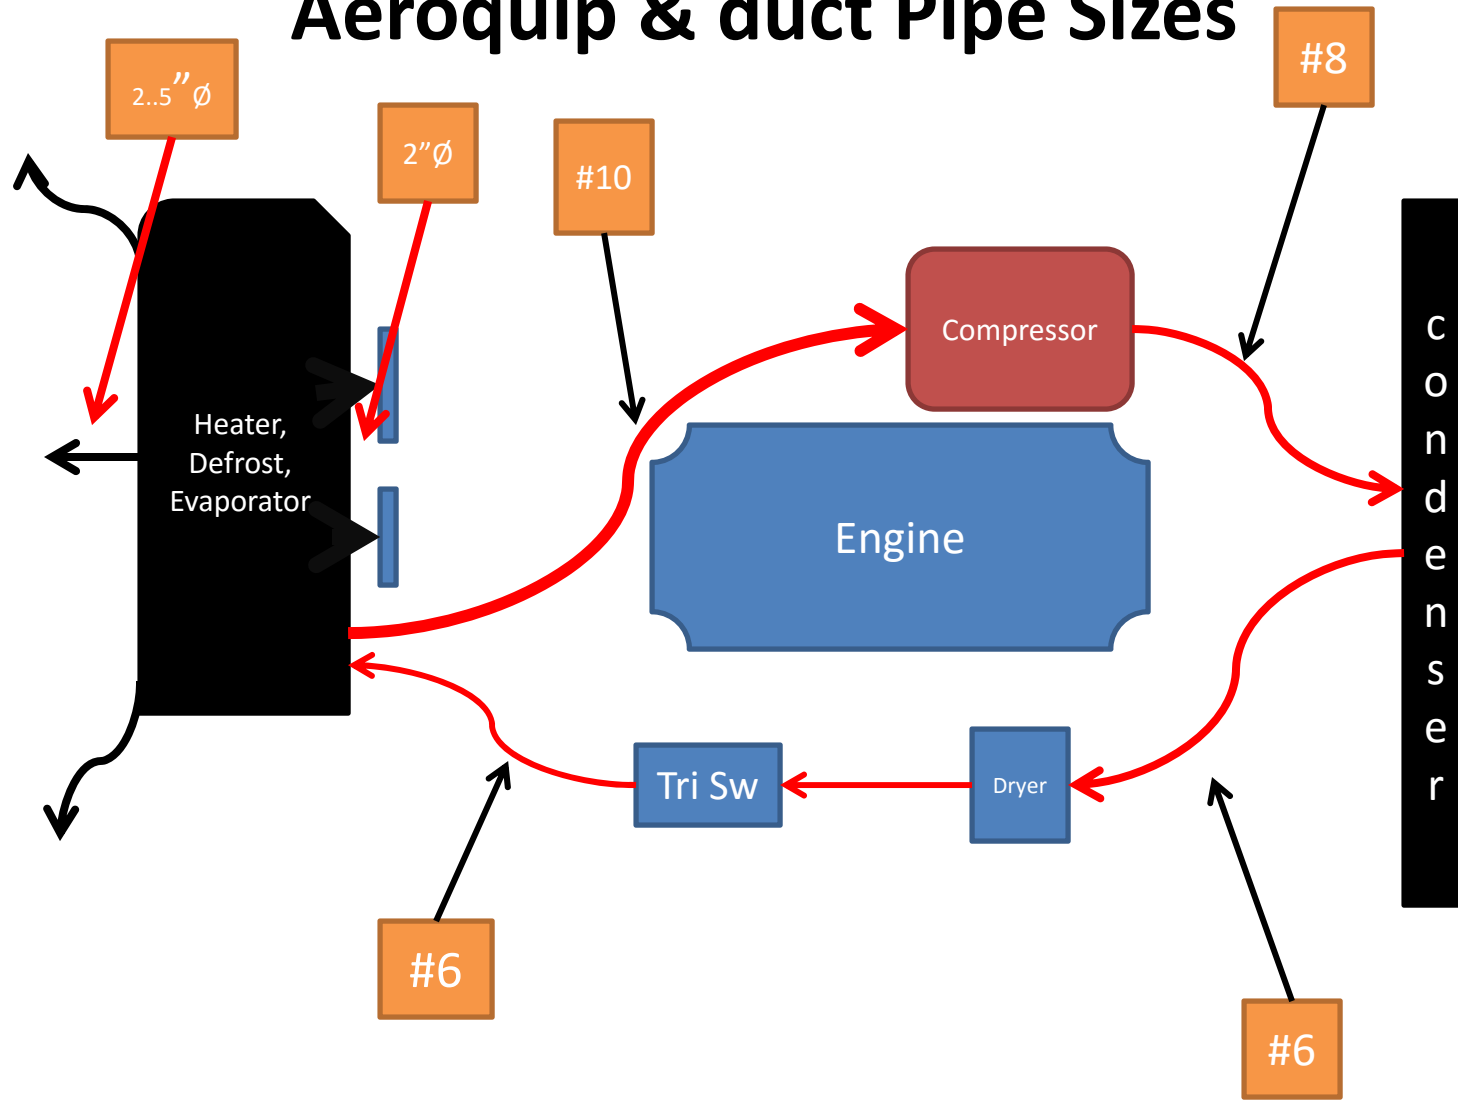 Aeroquip & duct Pipe Sizes
2..5”Ø
2”Ø
#10
#8
Compressor
Heater,
Defrost,
Evaporator
Engine
c
o
n
d
e
n
s
e
r
Tri Sw
Dryer
#6
#6